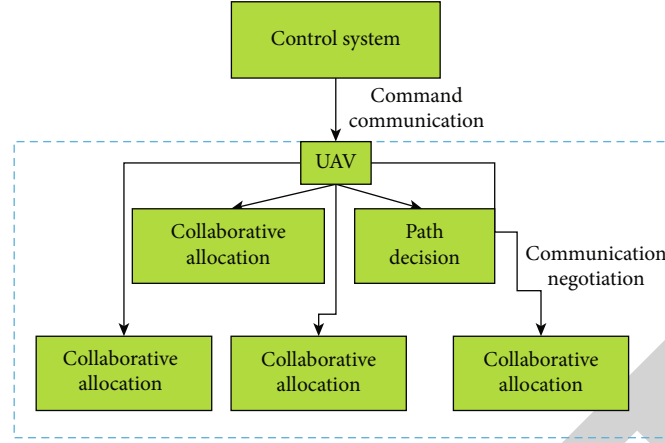 Control system
Command
communication
UAV
Collaborative
allocation
Path
decision
Communication
negotiation
Collaborative
allocation
Collaborative
allocation
Collaborative
allocation